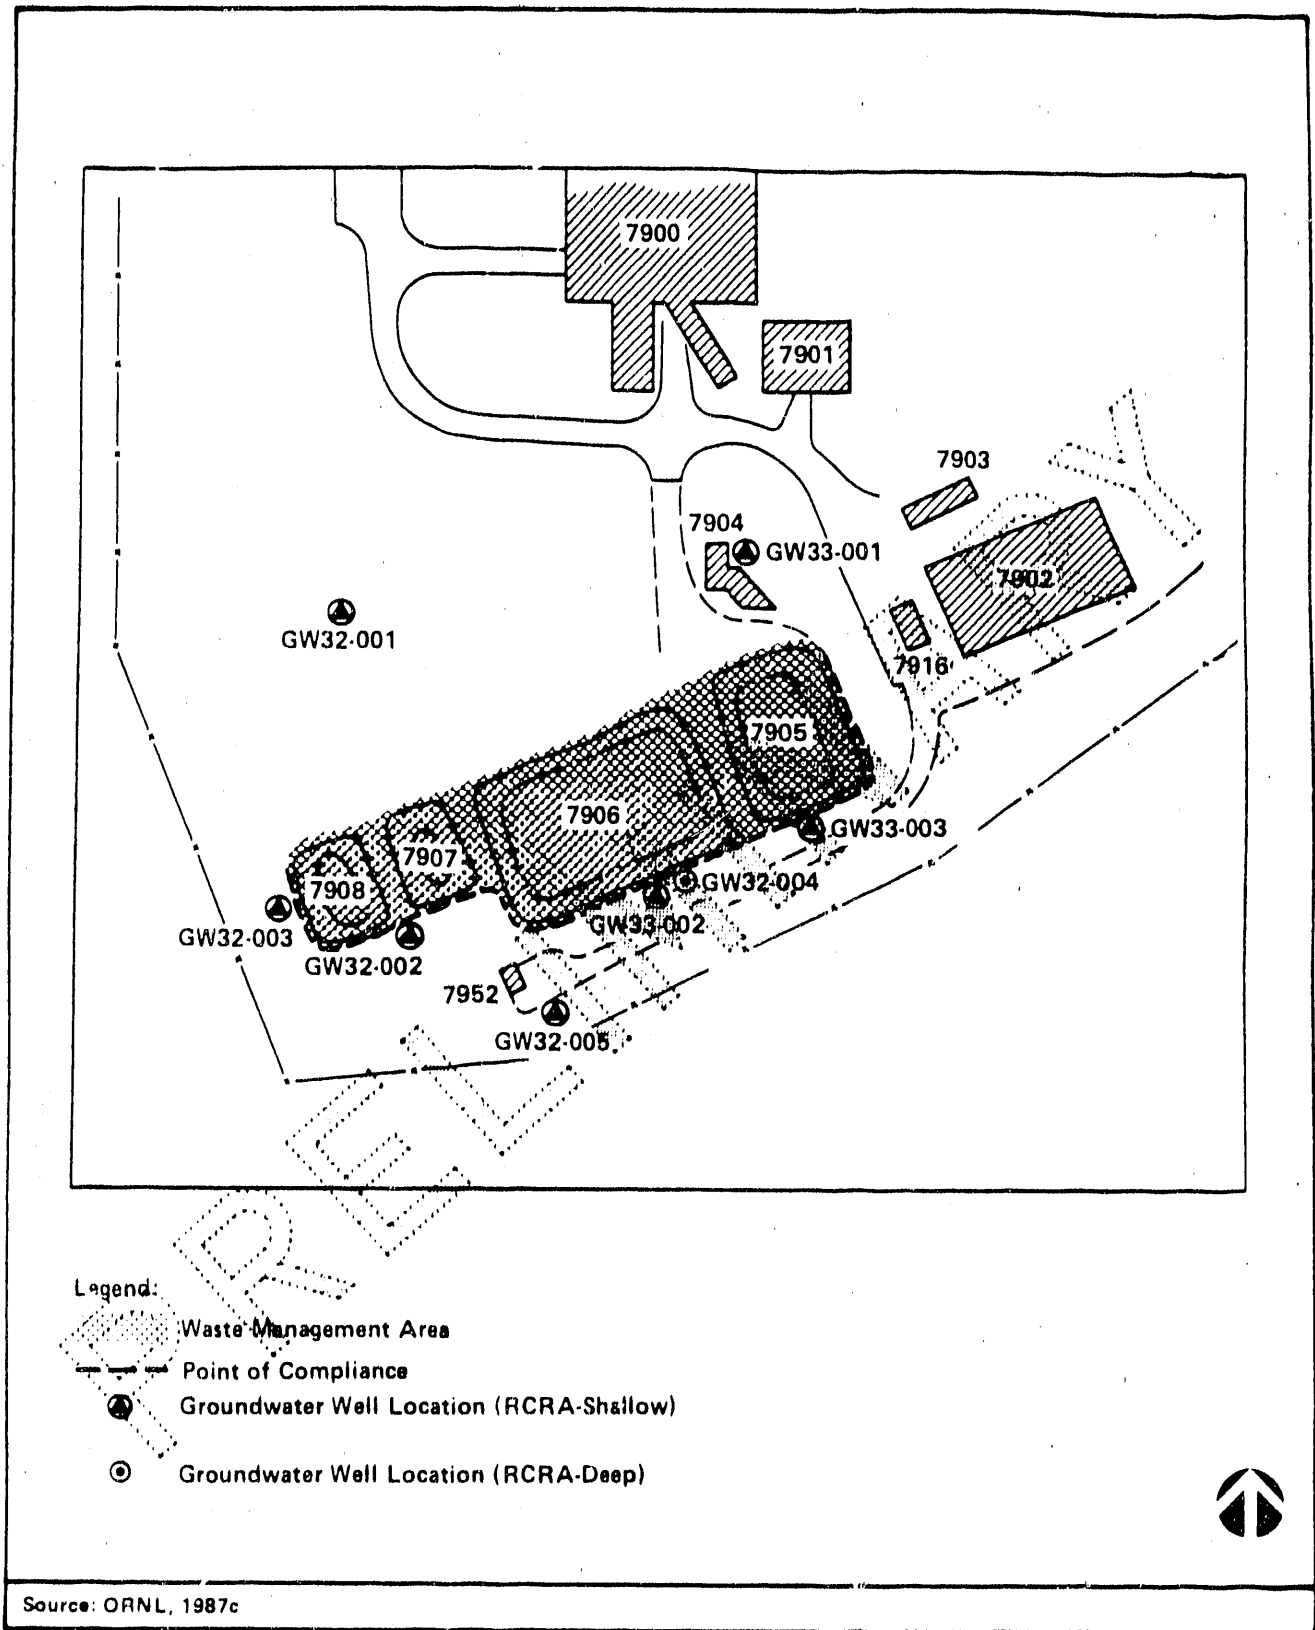 7900
7901
7903
7904
GW33-001
7902
GW32-001
7916
7905
7906
GW33-003
7907
GW32-004
7908
GW33-002
GW32-003
GW32-002
7952
GW32-005
PRELIMINARY
Legend:
Waste Management Area
Point of Compliance
Groundwater Well Location (RCRA-Shallow)
Groundwater Well Location (RCRA-Deep)
Source: ORNL, 1987c